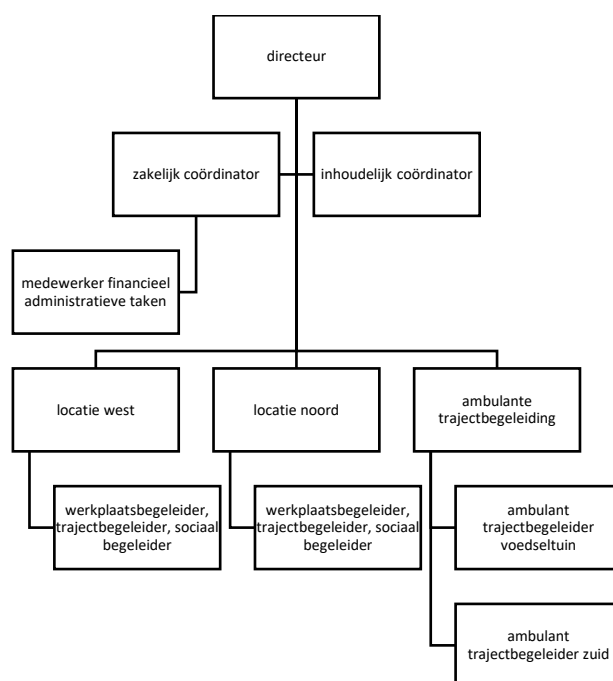 directeur
zakelijk coördinator
inhoudelijk coördinator
medewerker financieel
administratieve taken
locatie west
locatie noord
ambulante
trajectbegeleiding
werkplaatsbegeleider,
trajectbegeleider, sociaal
begeleider
werkplaatsbegeleider,
trajectbegeleider, sociaal
begeleider
ambulant
trajectbegeleider
voedseltuin
ambulant
trajectbegeleider zuid